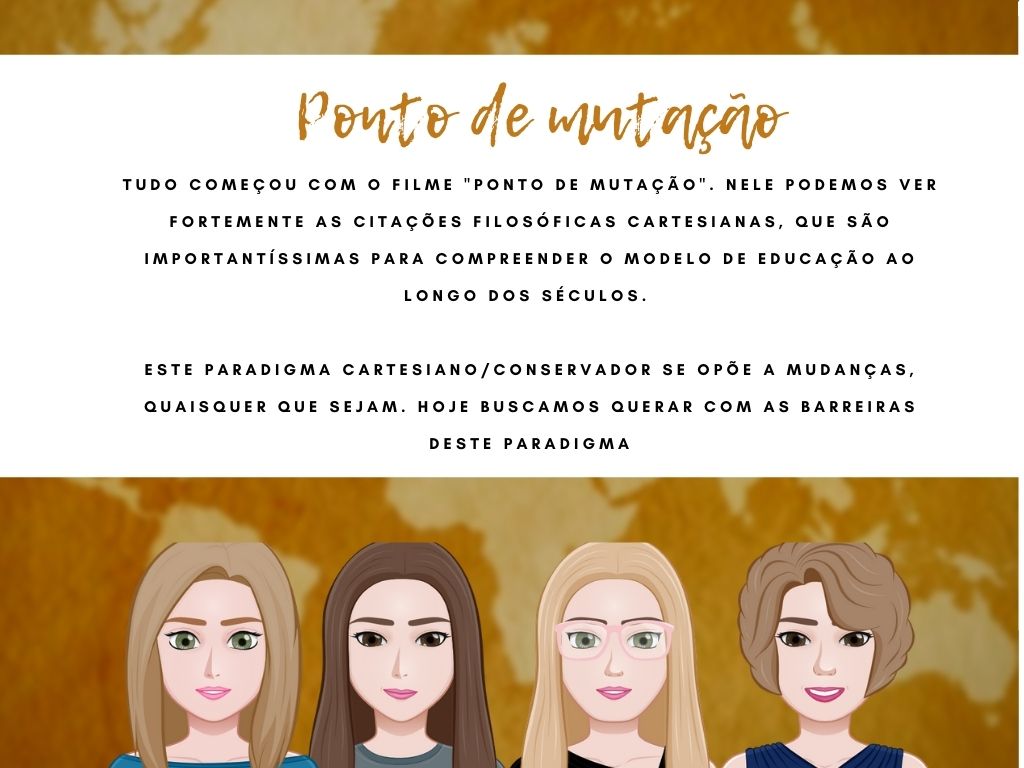 Ponto de mutação
TUDO COMEÇOU COM O FILME "PONTO DE MUTAÇÃO". NELE PODEMOS VER
FORTEMENTE AS CITAÇÕES FILOSÓFICAS CARTESIANAS, QUE SÃO
IMPORTANTÍSSIMAS PARA COMPREENDER O MODELO DE EDUCAÇÃO AO
LONGO DOS SÉCULOS.
ESTE PARADIGMA CARTESIANO/CONSERVADOR SE OPÕE A MUDANÇAS,
QUAISQUER QUE SEJAM. HOJE BUSCAMOS QUERAR COM AS BARREIRAS
DESTE PARADIGMA